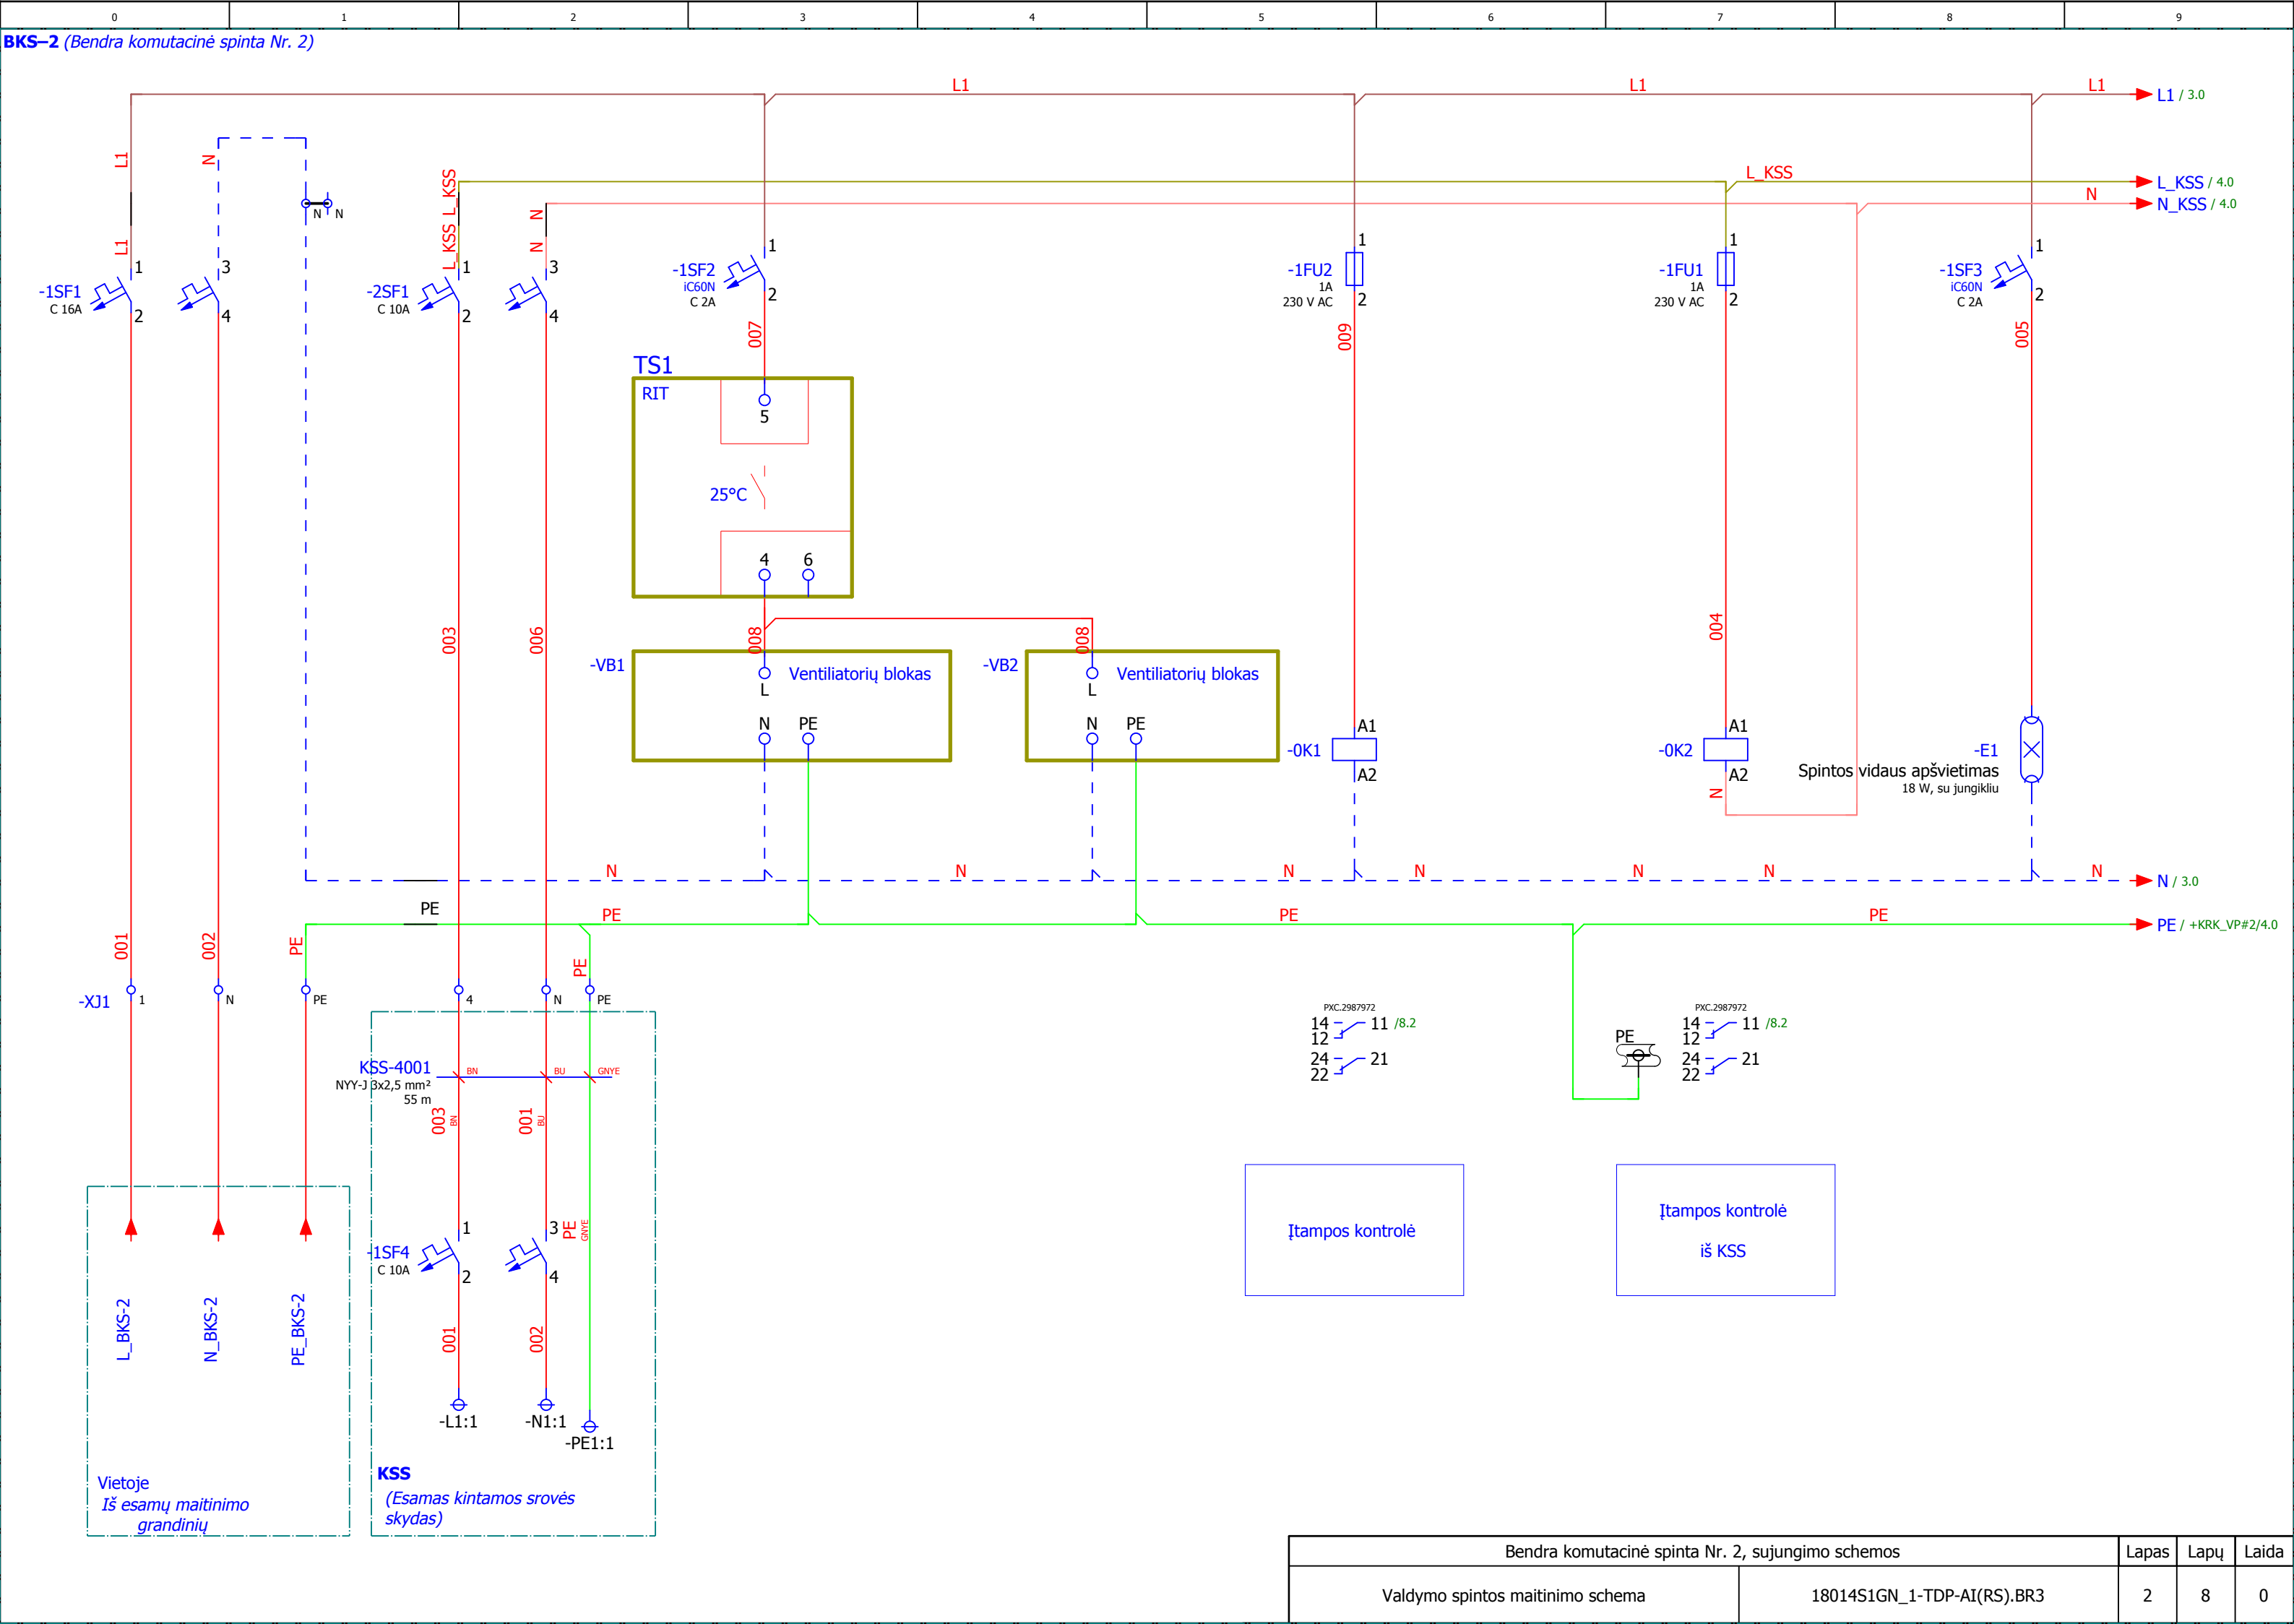 0 1 2 3 4 5 6 7 8 9
BKS–2 (Bendra komutacinė spinta Nr. 2)
L1 L1 L1 L1 / 3.0
L1 N L_KSS L_KSS L_KSS / 4.0
N N N N_KSS / 4.0
N N
L1 L_KSS N
1 3 1 3 1 1 1 1
-1SF1
C 16A
2 4
-2SF1
C 10A
2 4
-1SF2
iC60N
C 2A
2
-1FU2
1A
230 V AC
2
-1FU1
1A
230 V AC
2
-1SF3
iC60N
C 2A
2
007 009 005
TS1
RIT
5
25°C
4 6
003 006 008 008 004
-VB1 Ventiliatorių blokas
L
N PE
-VB2 Ventiliatorių blokas
L
N PE
-0K1
A1
A2
-0K2
A1
A2
N
-E1
Spintos vidaus apšvietimas
18 W, su jungikliu
N N N N N N N N / 3.0
PE PE PE PE PE / +KRK_VP#2/4.0
001 002 PE PE
-XJ1 1 N PE 4 N PE
PXC.2987972
14 11 /8.2
12
24 21
22
PE
PXC.2987972
14 11 /8.2
12
24 21
22
KSS-4001
NYY-J 3x2,5 mm²
55 m
BN BU GNYE
003 BN 001 BU
PE GNYE
1 3
-1SF4
C 10A
2 4
001 002
-L1:1 -N1:1
-PE1:1
L_BKS-2 N_BKS-2 PE_BKS-2
Įtampos kontrolė
Įtampos kontrolė
iš KSS
Vietoje
Iš esamų maitinimo
grandinių
KSS
(Esamas kintamos srovės
skydas)
Bendra komutacinė spinta Nr. 2, sujungimo schemos Lapas Lapų Laida
Valdymo spintos maitinimo schema 18014S1GN_1-TDP-AI(RS).BR3 2 8 0